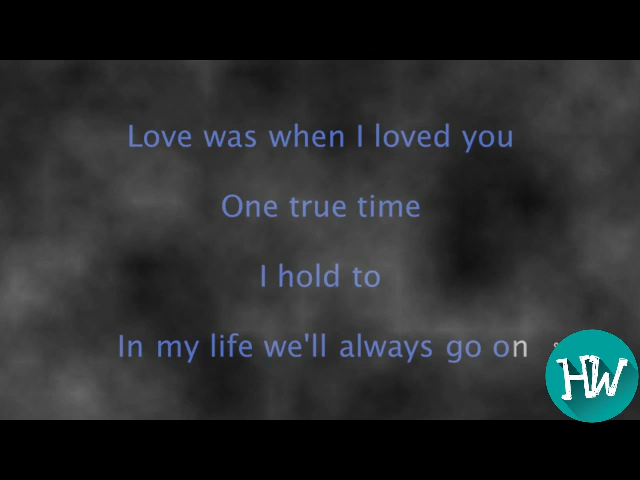 Love was when I loved you
One true time
I hold to
In my life we'll always go on
HW